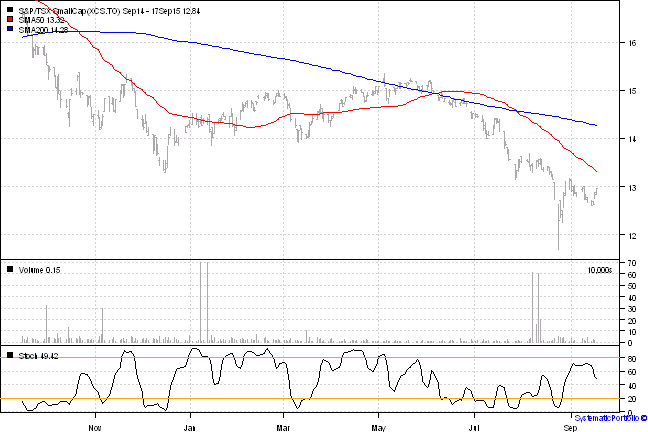 S&P/TSX SmallCap(XCS.TO) Sep14 - 17Sep15 12.84
SMA50 13.32
SMA200 14.28
16
15
14
13
12
Volume 0.15
10,000s
70
60
50
40
30
20
10
0
Stoch 49.42
80
60
40
20
0
Nov Jan Mar May Jul Sep
SystematicPortfolio ©